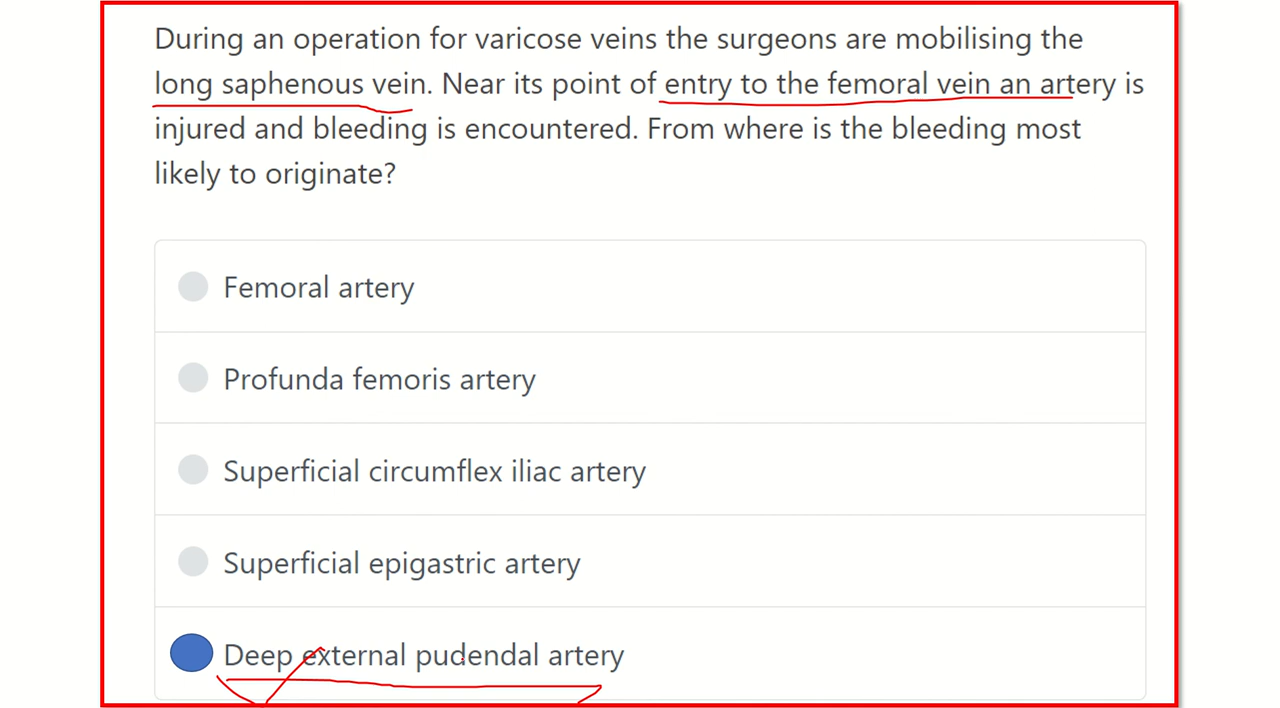 During an operation for varicose veins the surgeons are mobilising the
long saphenous vein. Near its point of entry to the femoral vein an artery is
injured and bleeding is encountered. From where is the bleeding most
likely to originate?
Femoral artery
Profunda femoris artery
Superficial circumflex iliac artery
Superficial epigastric artery
Deep external pudendal artery